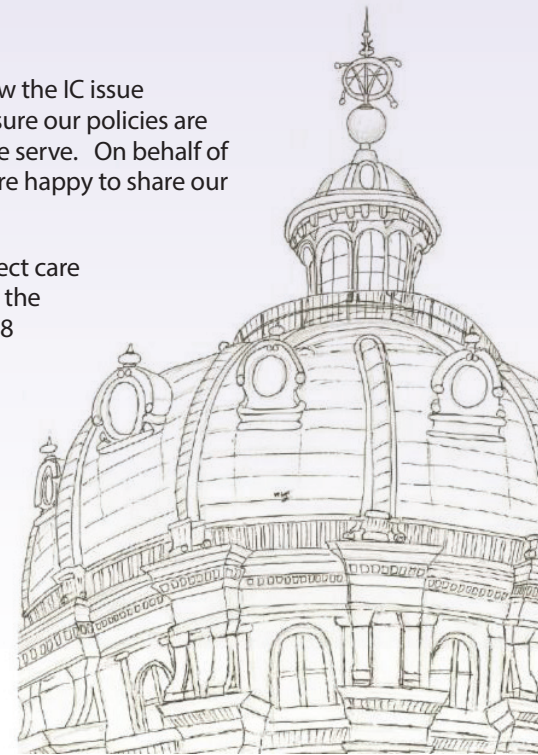 w the IC issue
sure our policies are
e serve. On behalf of
re happy to share our
ect care
the
8